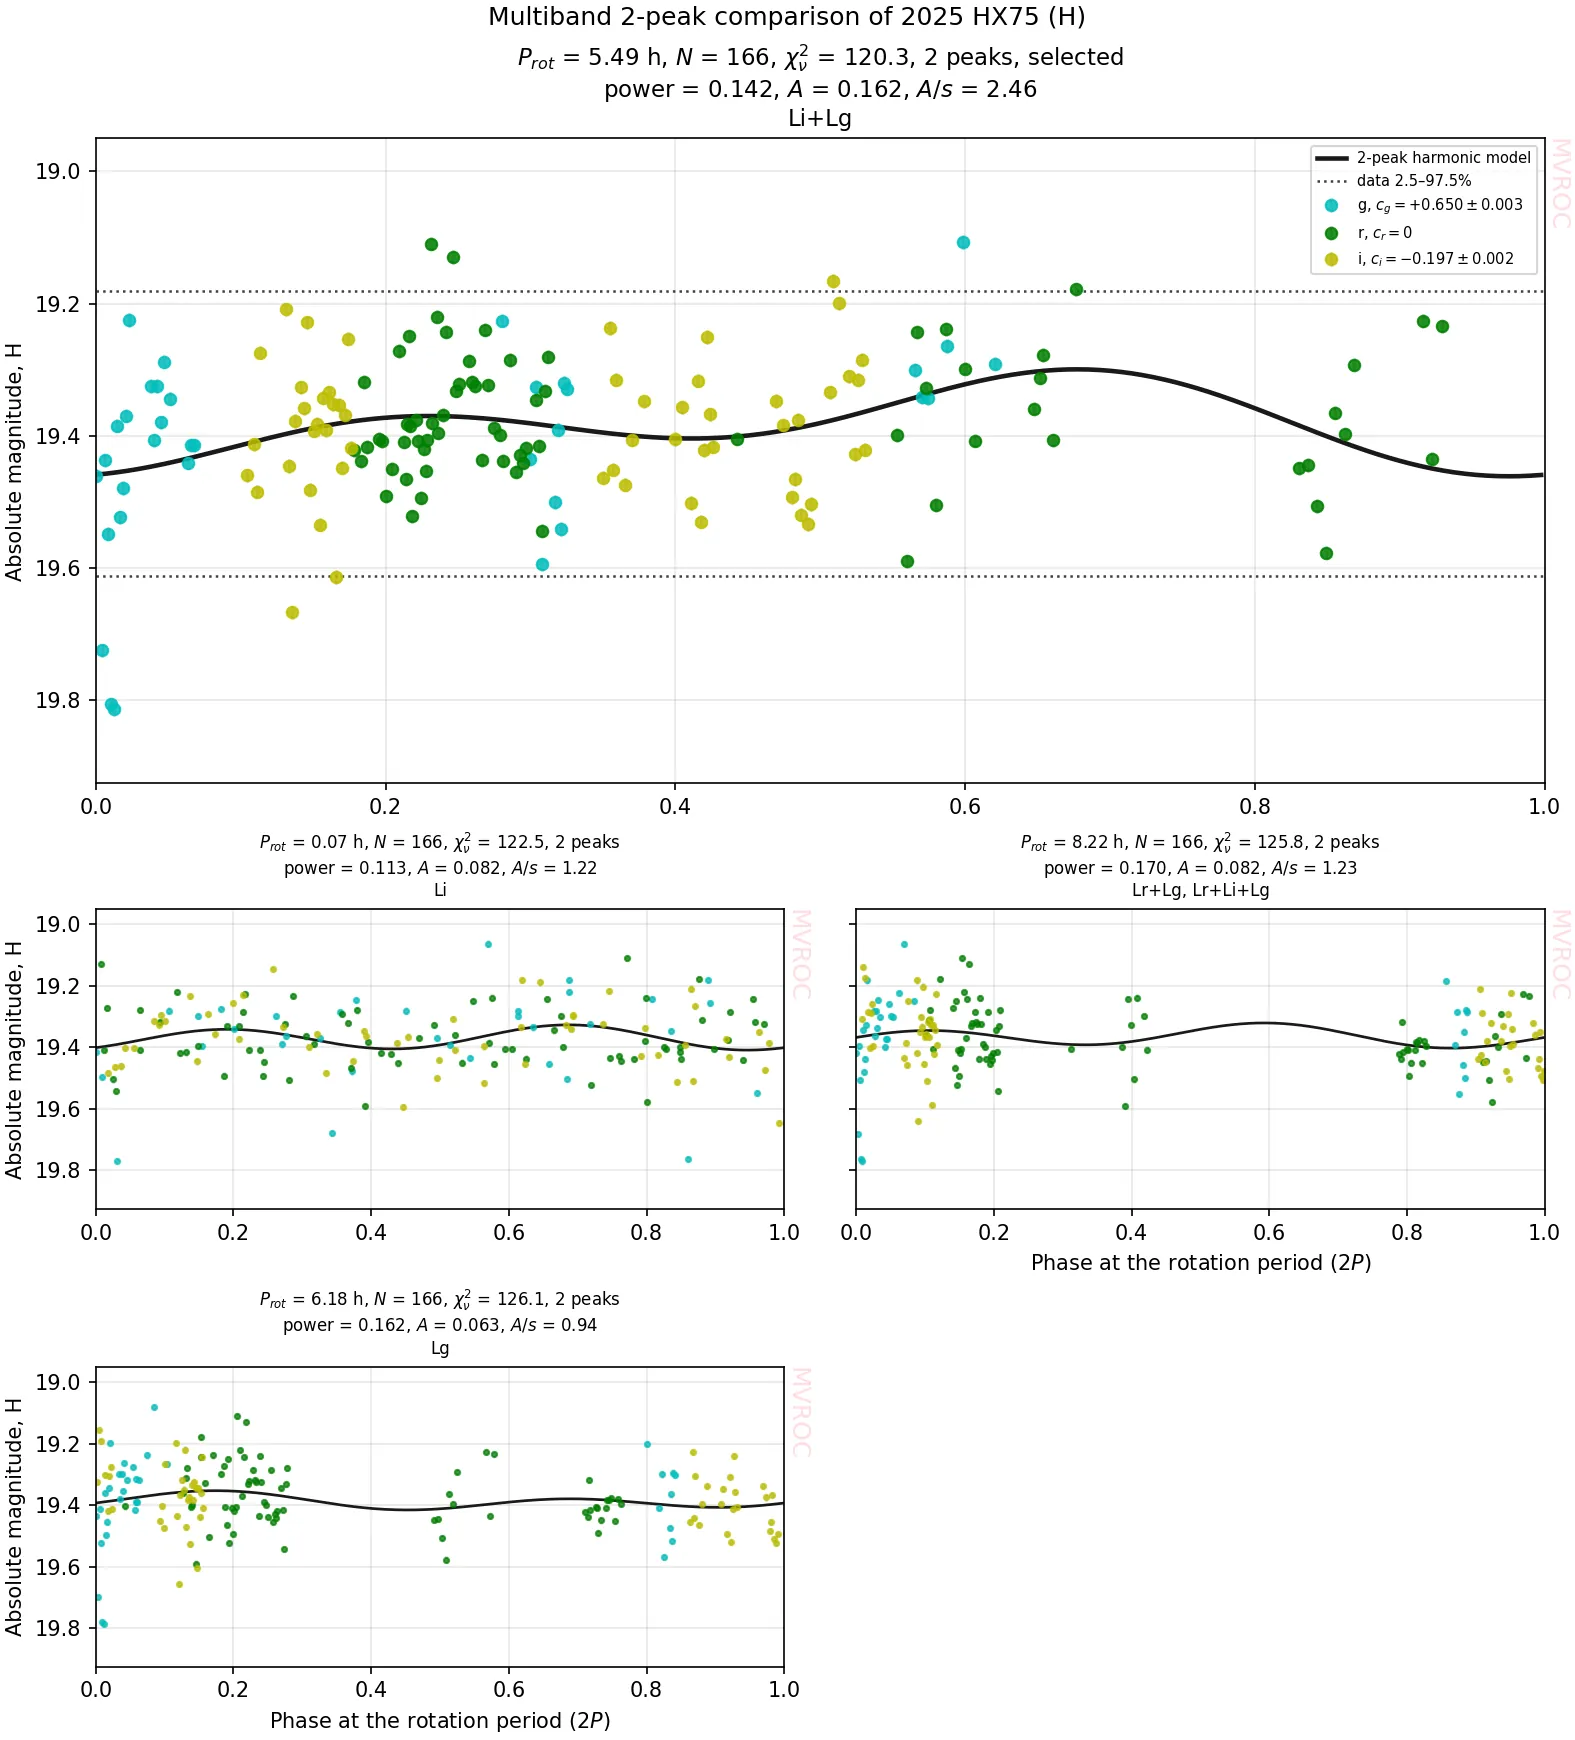 Multiband 2-peak comparison of 2025 HX75 (H)
P_rot = 5.49 h, N = 166, χ²_ν = 120.3, 2 peaks, selected
power = 0.142, A = 0.162, A/s = 2.46
Li+Lg
Absolute magnitude, H
19.0
19.2
19.4
19.6
19.8
2-peak harmonic model
data 2.5–97.5%
g, c_g = +0.650 ± 0.003
r, c_r = 0
i, c_i = −0.197 ± 0.002
MVROC
0.0 0.2 0.4 0.6 0.8 1.0
P_rot = 0.07 h, N = 166, χ²_ν = 122.5, 2 peaks
power = 0.113, A = 0.082, A/s = 1.22
Li
Absolute magnitude, H
19.0
19.2
19.4
19.6
19.8
MVROC
0.0 0.2 0.4 0.6 0.8 1.0
P_rot = 8.22 h, N = 166, χ²_ν = 125.8, 2 peaks
power = 0.170, A = 0.082, A/s = 1.23
Lr+Lg, Lr+Li+Lg
MVROC
0.0 0.2 0.4 0.6 0.8 1.0
Phase at the rotation period (2P)
P_rot = 6.18 h, N = 166, χ²_ν = 126.1, 2 peaks
power = 0.162, A = 0.063, A/s = 0.94
Lg
Absolute magnitude, H
19.0
19.2
19.4
19.6
19.8
MVROC
0.0 0.2 0.4 0.6 0.8 1.0
Phase at the rotation period (2P)